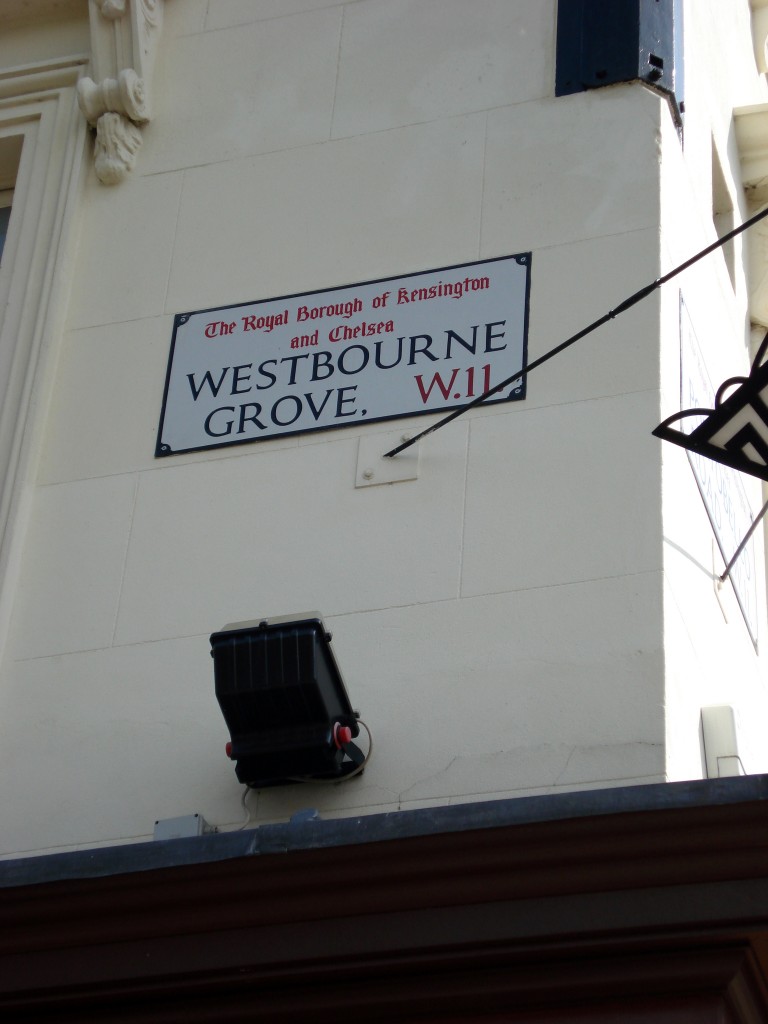 The Royal Borough of Kensington
and Chelsea
WESTBOURNE
GROVE, W.11